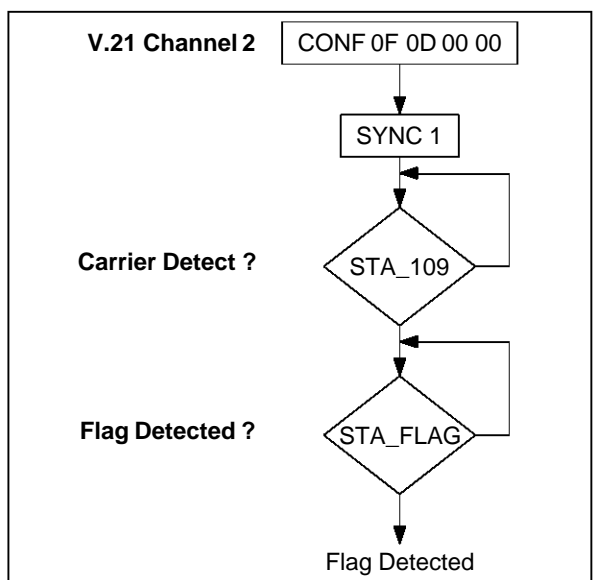 V.21 Channel 2 CONF 0F 0D 00 00
SYNC 1
Carrier Detect ? STA_109
Flag Detected ? STA_FLAG
Flag Detected